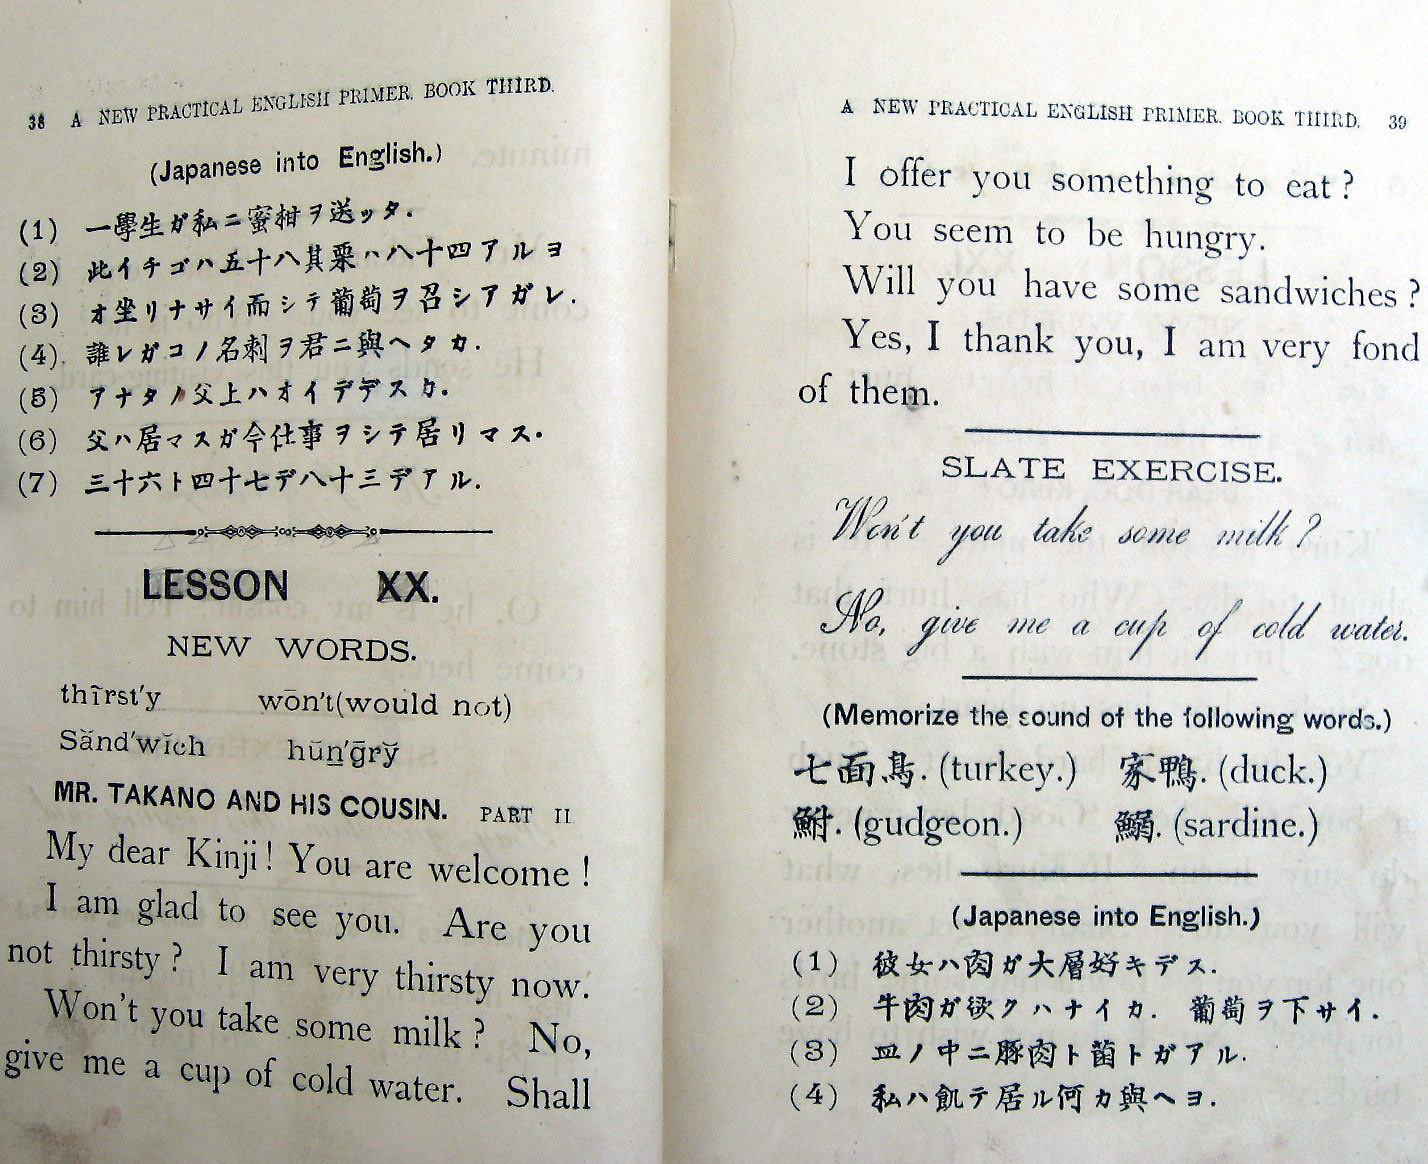 38 A NEW PRACTICAL ENGLISH PRIMER. BOOK THIRD.
(Japanese into English.)
(1) 一學生ガ私ニ蜜柑ヲ送ッタ.
(2) 此イチゴハ五十八其栗ハ八十四アルヨ
(3) オ坐リナサイ而シテ葡萄ヲ召シアガレ.
(4). 誰レガコノ名刺ヲ君ニ與ヘタカ.
(5) アナタノ父上ハオイデデスカ.
(6) 父ハ居マスガ今仕事ヲシテ居リマス.
(7) 三十六ト四十七デ八十三デアル.
LESSON XX.
NEW WORDS.
thīrst′y wōn't(would not)
Sănd′wĭch hŭn̲′ḡrў
MR. TAKANO AND HIS COUSIN. PART II
My dear Kinji! You are welcome!
I am glad to see you. Are you
not thirsty? I am very thirsty now.
Won't you take some milk? No,
give me a cup of cold water. Shall
A NEW PRACTICAL ENGLISH PRIMER. BOOK THIRD. 39
I offer you something to eat?
You seem to be hungry.
Will you have some sandwiches?
Yes, I thank you, I am very fond
of them.
SLATE EXERCISE.
Won't you take some milk?
No, give me a cup of cold water.
(Memorize the sound of the following words.)
七面鳥. (turkey.) 家鴨. (duck.)
鮒. (gudgeon.) 鰯. (sardine.)
(Japanese into English.)
(1) 彼女ハ肉ガ大層好キデス.
(2) 牛肉ガ欲クハナイカ. 葡萄ヲ下サイ.
(3) 皿ノ中ニ豚肉ト菌トガアル.
(4) 私ハ飢テ居ル何カ與ヘヨ.